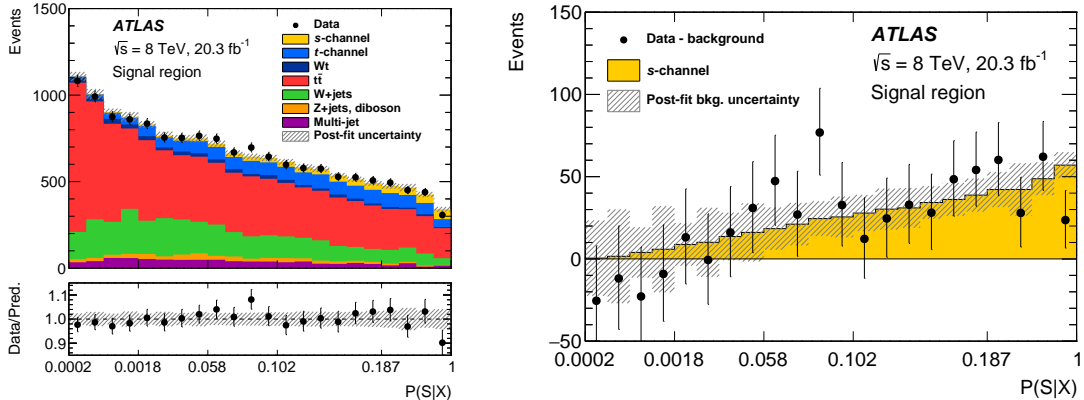 Events
1500
1000
500
0
ATLAS
√s = 8 TeV, 20.3 fb⁻¹
Signal region
Data
s-channel
t-channel
Wt
tt̄
W+jets
Z+jets, diboson
Multi-jet
Post-fit uncertainty
Data/Pred.
1.1
1.0
0.9
0.0002 0.0018 0.058 0.102 0.187 1
P(S|X)
Events
150
100
50
0
−50
Data - background
s-channel
Post-fit bkg. uncertainty
ATLAS
√s = 8 TeV, 20.3 fb⁻¹
Signal region
0.0002 0.0018 0.058 0.102 0.187 1
P(S|X)